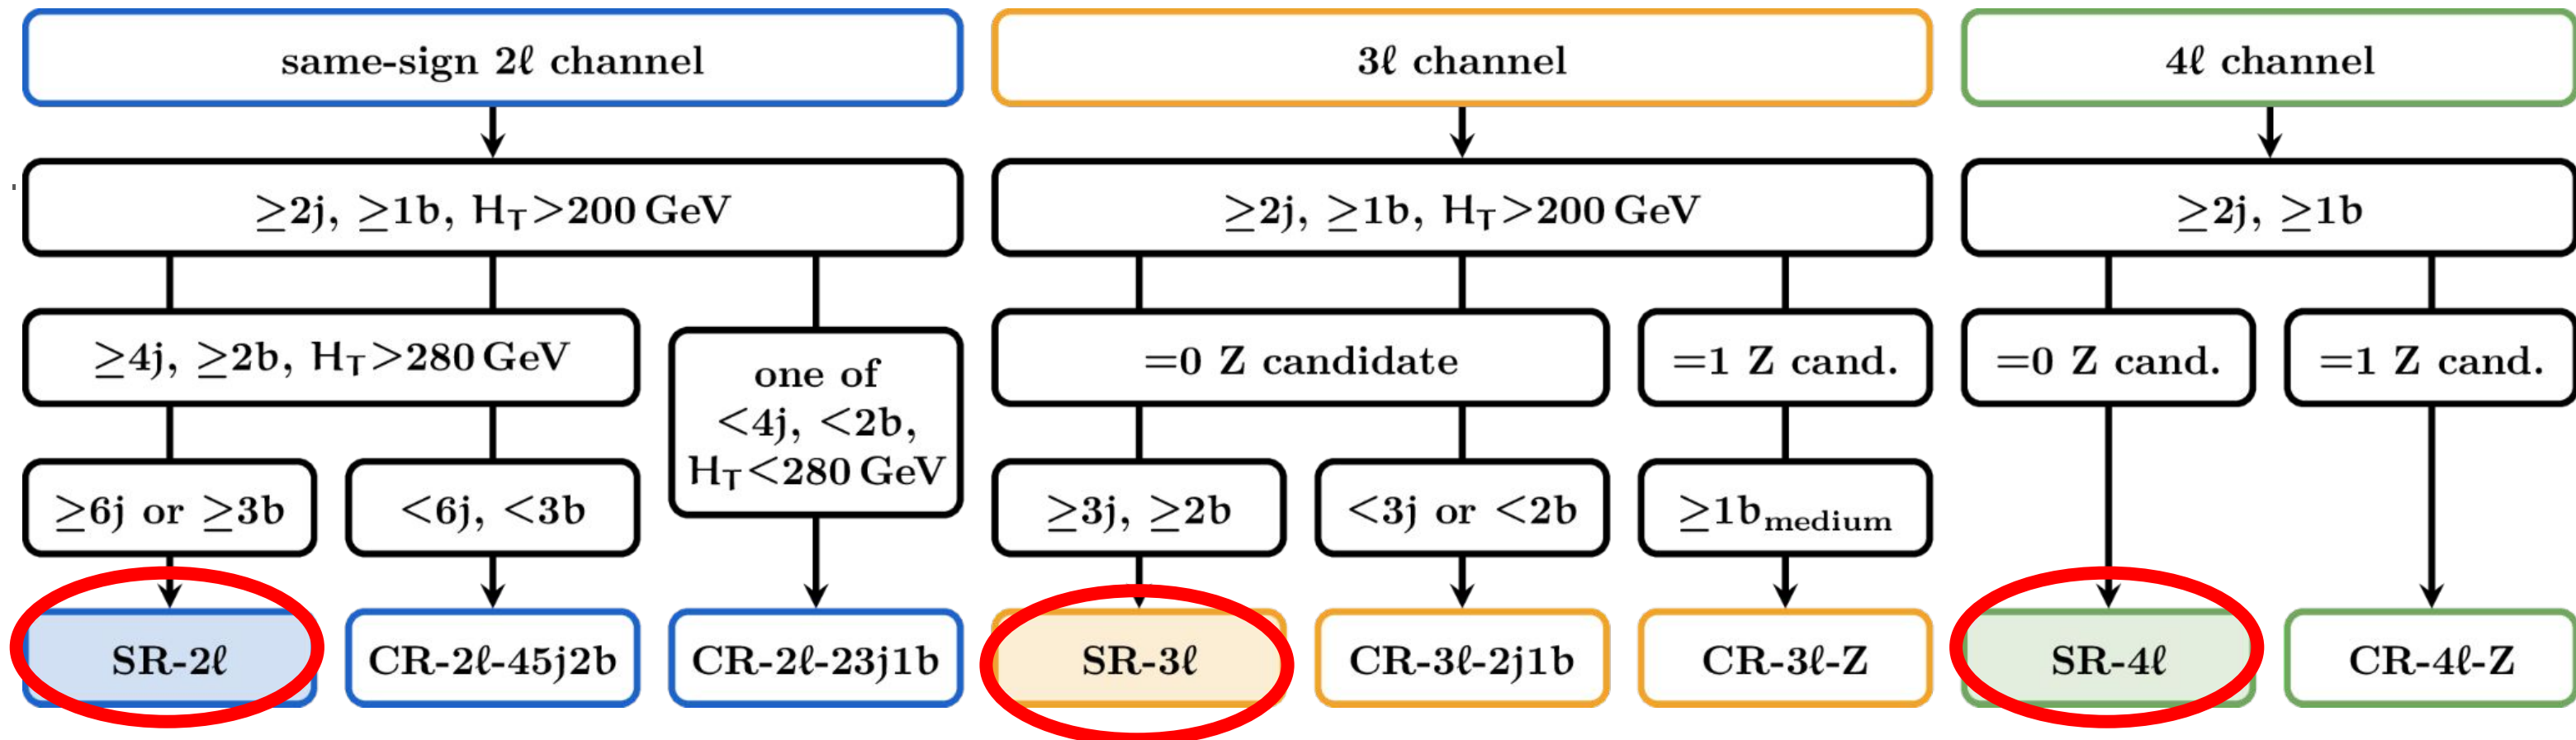 same-sign 2ℓ channel
3ℓ channel
4ℓ channel
≥2j, ≥1b, H_T>200 GeV
≥2j, ≥1b, H_T>200 GeV
≥2j, ≥1b
≥4j, ≥2b, H_T>280 GeV
one of
<4j, <2b,
H_T<280 GeV
=0 Z candidate
=1 Z cand.
=0 Z cand.
=1 Z cand.
≥6j or ≥3b
<6j, <3b
≥3j, ≥2b
<3j or <2b
≥1b_medium
SR-2ℓ
CR-2ℓ-45j2b
CR-2ℓ-23j1b
SR-3ℓ
CR-3ℓ-2j1b
CR-3ℓ-Z
SR-4ℓ
CR-4ℓ-Z